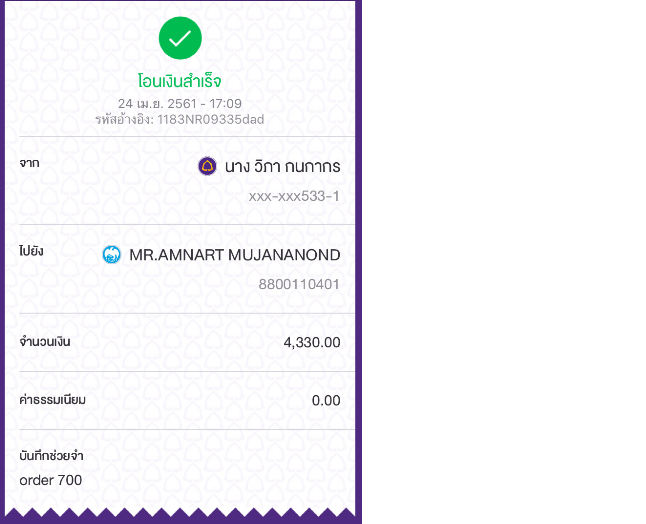 โอนเงินสำเร็จ
24 เม.ย. 2561 - 17:09
รหัสอ้างอิง: 1183NR09335dad
จาก
นาง วิภา กนกากร
xxx-xxx533-1
ไปยัง
MR.AMNART MUJANANOND
8800110401
จำนวนเงิน 4,330.00
ค่าธรรมเนียม 0.00
บันทึกช่วยจำ
order 700